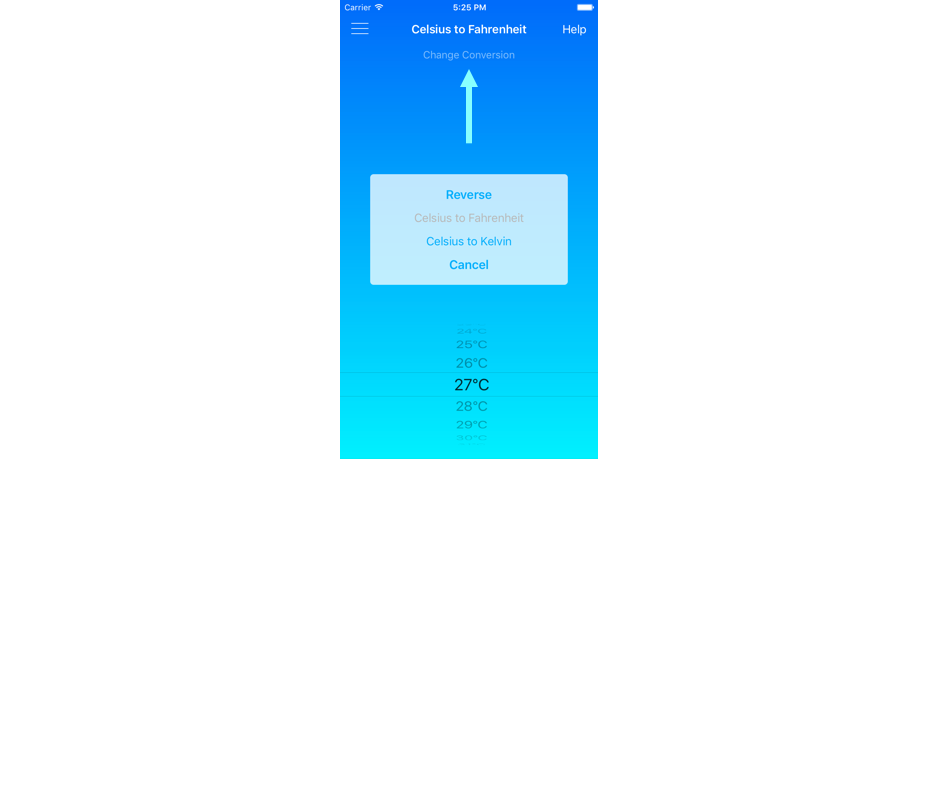 Carrier 5:25 PM
Celsius to Fahrenheit Help
Change Conversion
Reverse
Celsius to Fahrenheit
Celsius to Kelvin
Cancel
24°C
25°C
26°C
27°C
28°C
29°C
30°C